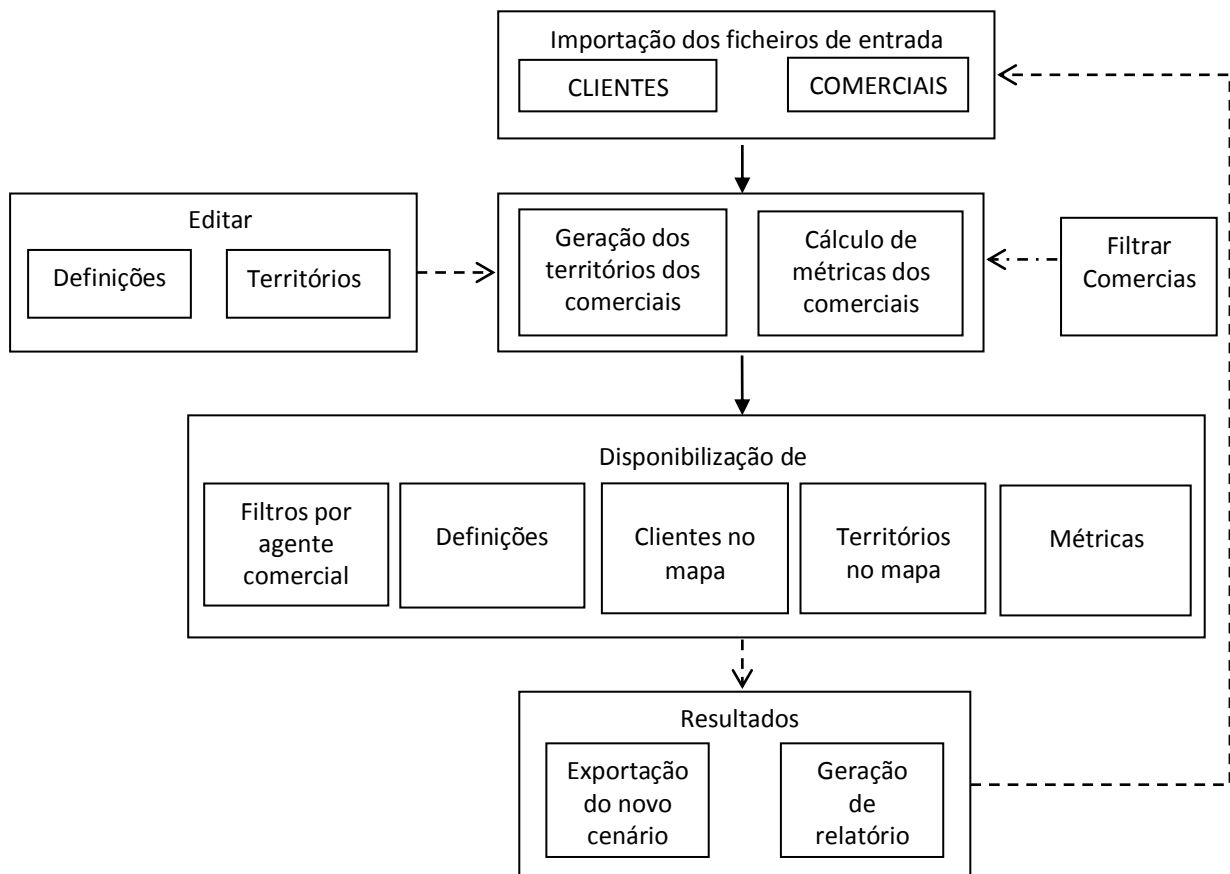 Importação dos ficheiros de entrada
CLIENTES
COMERCIAIS
Editar
Definições
Territórios
Geração dos
territórios dos
comerciais
Cálculo de
métricas dos
comerciais
Filtrar
Comercias
Disponibilização de
Filtros por
agente
comercial
Definições
Clientes no
mapa
Territórios
no mapa
Métricas
Resultados
Exportação
do novo
cenário
Geração
de
relatório